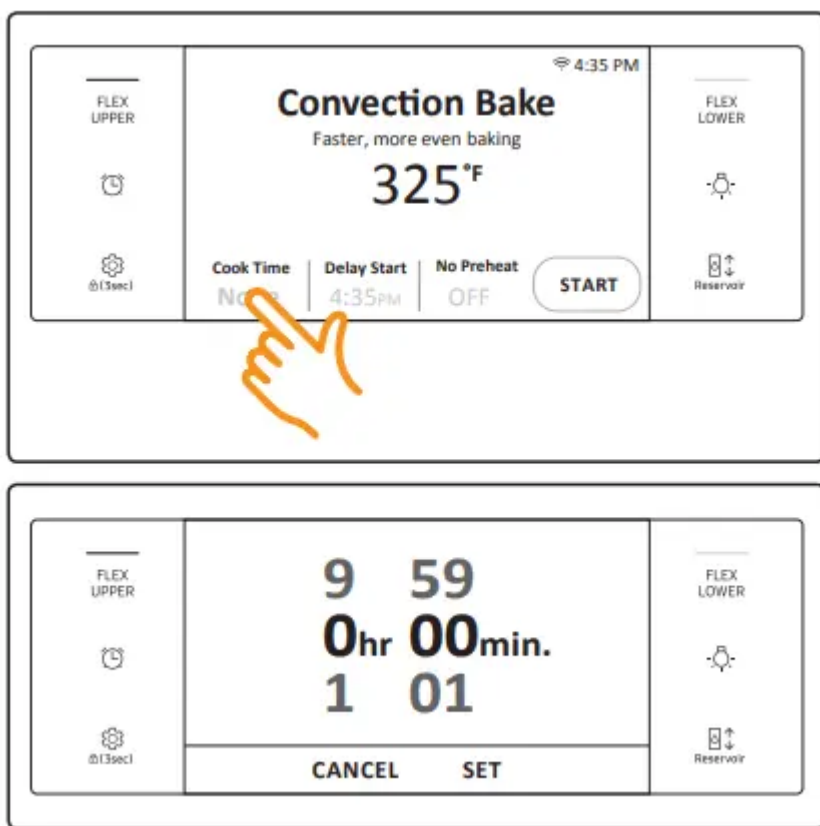 4:35 PM
FLEX
UPPER
Convection Bake
Faster, more even baking
325°F
FLEX
LOWER
Cook Time
Delay Start
4:35PM
No Preheat
OFF
START
(3sec)
Reservoir
FLEX
UPPER
9 59
0hr 00min.
1 01
FLEX
LOWER
(3sec)
Reservoir
CANCEL SET